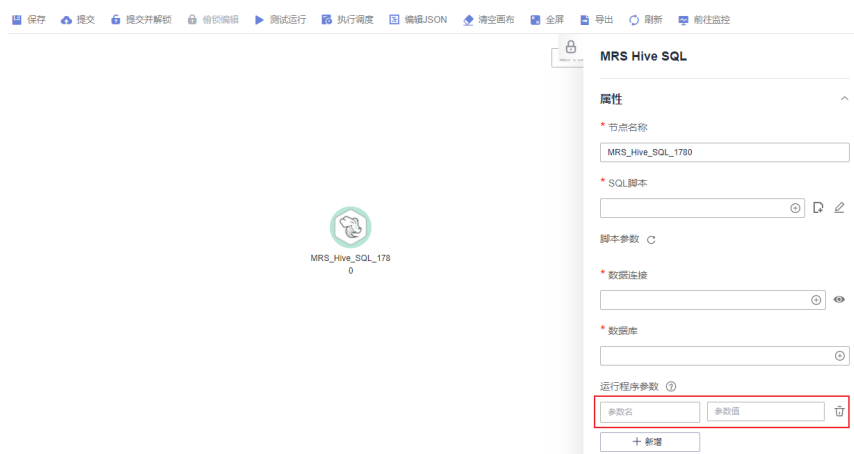 保存 提交 提交并解锁 偷锁编辑 测试运行 执行调度 编辑JSON 清空画布 全屏 导出 刷新 前往监控
MRS Hive SQL
属性
* 节点名称
MRS_Hive_SQL_1780
* SQL脚本
脚本参数
MRS_Hive_SQL_178
0
* 数据连接
* 数据库
运行程序参数
参数名 参数值
+ 新增